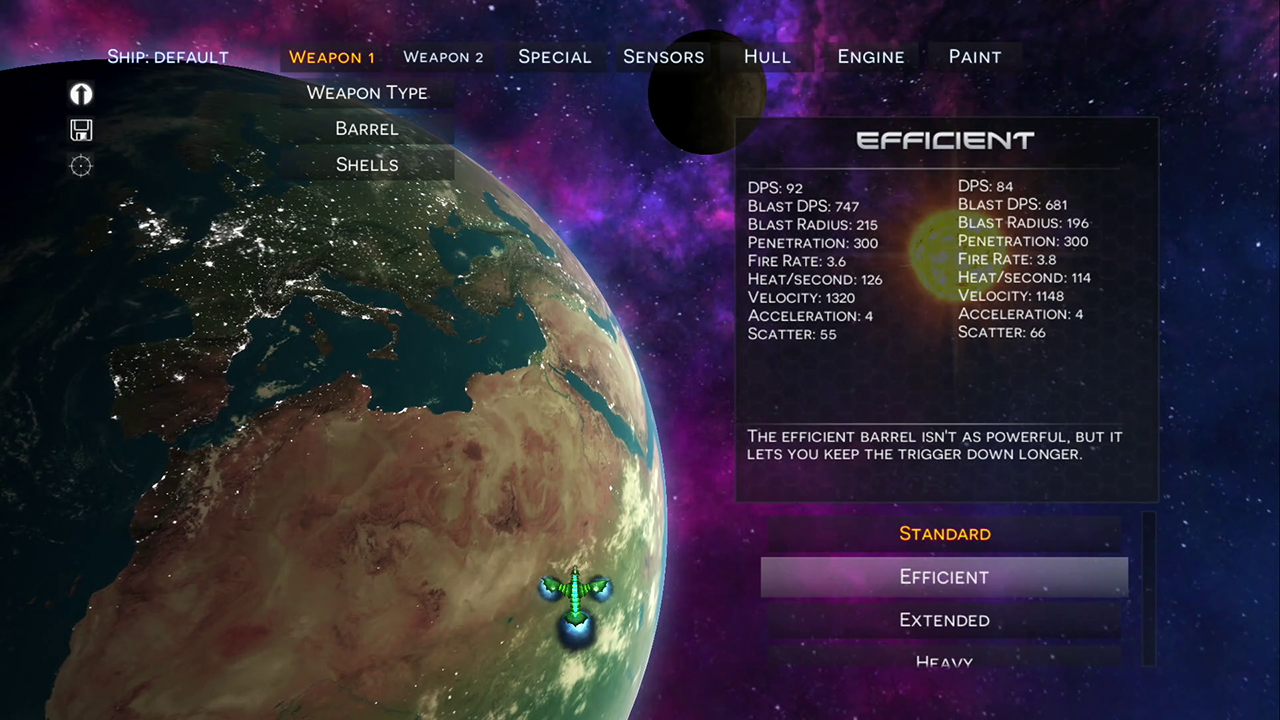 Ship: default Weapon 1 Weapon 2 Special Sensors Hull Engine Paint
Weapon Type
Barrel
Shells
EFFICIENT
DPS: 92
Blast DPS: 747
Blast Radius: 215
Penetration: 300
Fire Rate: 3.6
Heat/second: 126
Velocity: 1320
Acceleration: 4
Scatter: 55
DPS: 84
Blast DPS: 681
Blast Radius: 196
Penetration: 300
Fire Rate: 3.8
Heat/second: 114
Velocity: 1148
Acceleration: 4
Scatter: 66
The efficient barrel isn't as powerful, but it
lets you keep the trigger down longer.
Standard
Efficient
Extended
Heavy